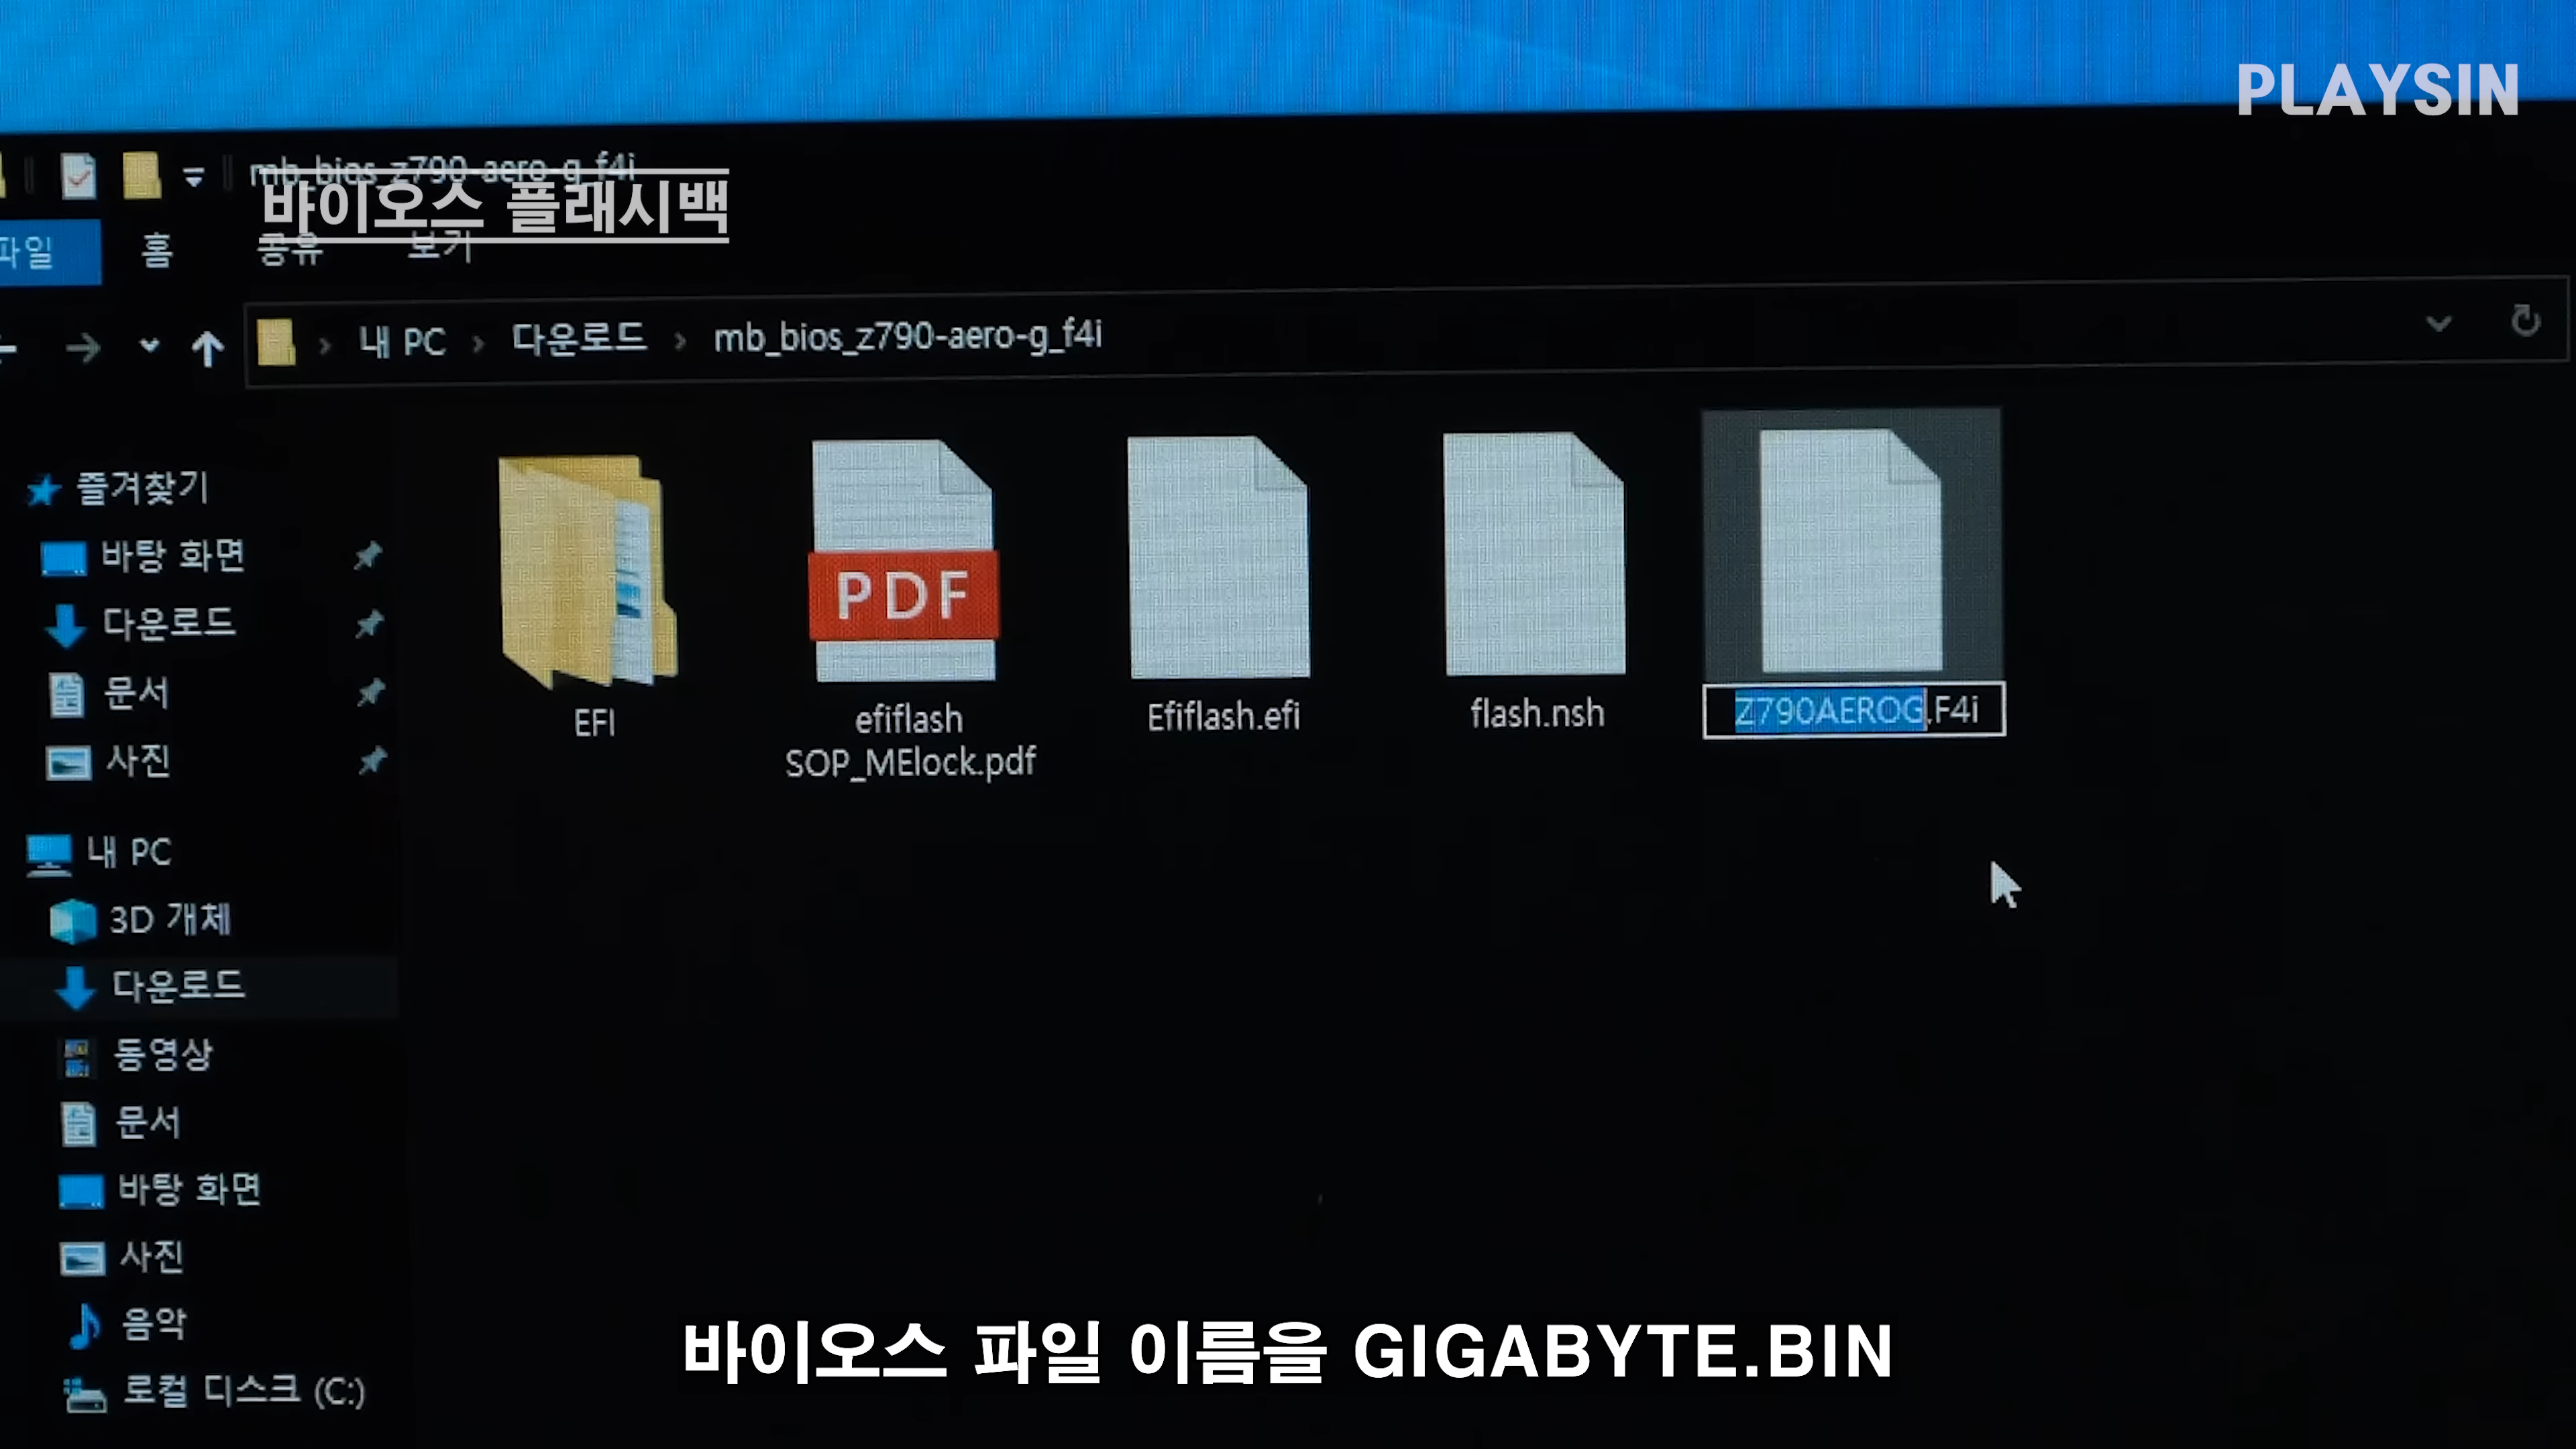 PLAYSIN
mb_bios_z790-aero-g_f4i
바이오스 플래시백
파일 홈 공유 보기
내 PC › 다운로드 › mb_bios_z790-aero-g_f4i
즐겨찾기
바탕 화면
다운로드
문서
사진
내 PC
3D 개체
다운로드
동영상
문서
바탕 화면
사진
음악
로컬 디스크 (C:)
EFI
PDF
efiflash
SOP_MElock.pdf
Efiflash.efi
flash.nsh
Z790AEROG.F4i
바이오스 파일 이름을 GIGABYTE.BIN